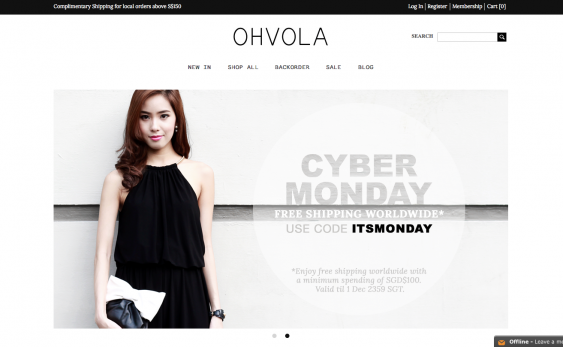 Complimentary Shipping for local orders above S$150
Log In | Register | Membership | Cart [0]
OHVOLA
SEARCH
NEW IN SHOP ALL BACKORDER SALE BLOG
CYBER
MONDAY
FREE SHIPPING WORLDWIDE*
USE CODE ITSMONDAY
*Enjoy free shipping worldwide with
a minimum spending of SGD$100.
Valid til 1 Dec 2359 SGT.
Offline - Leave a m